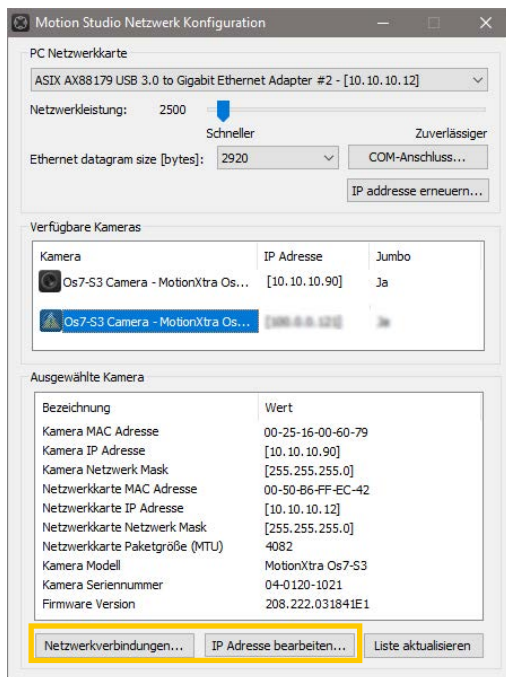 Motion Studio Netzwerk Konfiguration
PC Netzwerkkarte
ASIX AX88179 USB 3.0 to Gigabit Ethernet Adapter #2 - [10.10.10.12]
Netzwerkleistung: 2500
Schneller Zuverlässiger
Ethernet datagram size [bytes]: 2920 COM-Anschluss...
IP addresse erneuern...
Verfügbare Kameras
Kamera IP Adresse Jumbo
Os7-S3 Camera - MotionXtra Os... [10.10.10.90] Ja
Os7-S3 Camera - MotionXtra Os...
Ausgewählte Kamera
Bezeichnung Wert
Kamera MAC Adresse 00-25-16-00-60-79
Kamera IP Adresse [10.10.10.90]
Kamera Netzwerk Mask [255.255.255.0]
Netzwerkkarte MAC Adresse 00-50-B6-FF-EC-42
Netzwerkkarte IP Adresse [10.10.10.12]
Netzwerkkarte Netzwerk Mask [255.255.255.0]
Netzwerkkarte Paketgröße (MTU) 4082
Kamera Modell MotionXtra Os7-S3
Kamera Seriennummer 04-0120-1021
Firmware Version 208.222.031841E1
Netzwerkverbindungen... IP Adresse bearbeiten... Liste aktualisieren